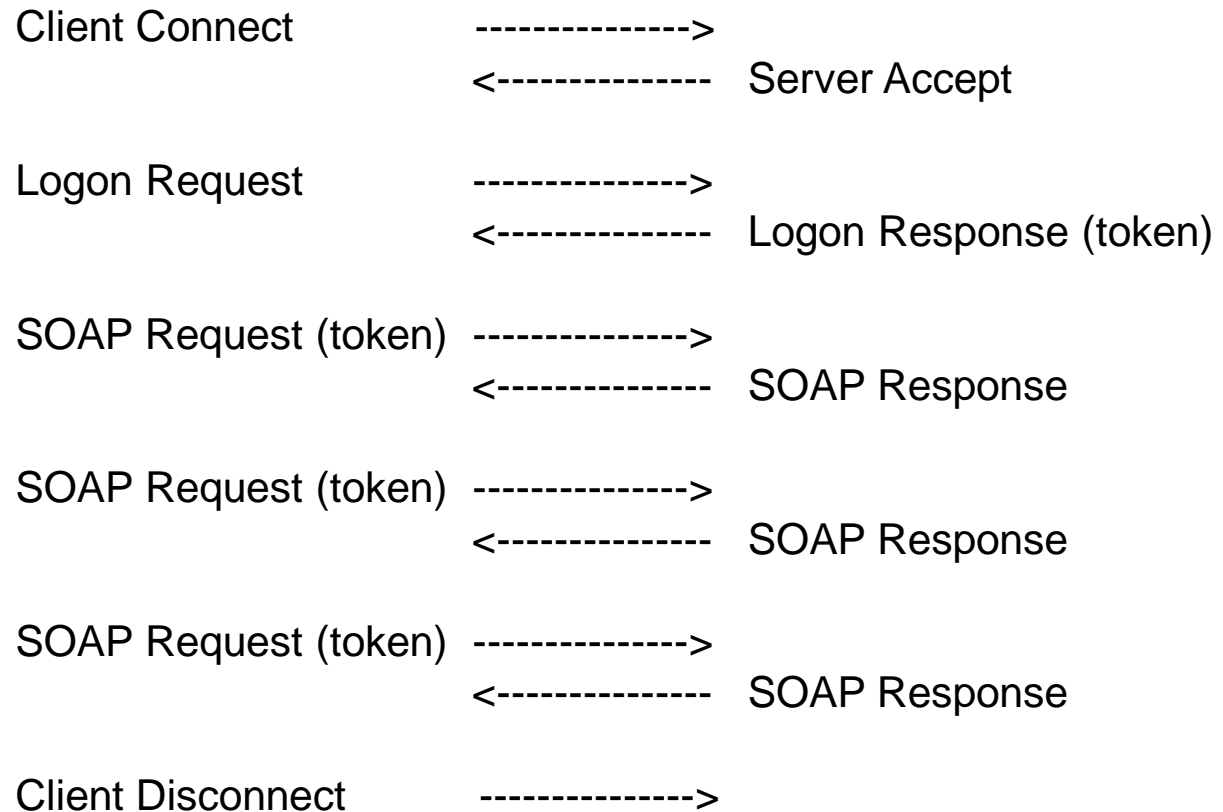 Client Connect --------------->
<--------------- Server Accept
Logon Request --------------->
<--------------- Logon Response (token)
SOAP Request (token) --------------->
<--------------- SOAP Response
SOAP Request (token) --------------->
<--------------- SOAP Response
SOAP Request (token) --------------->
<--------------- SOAP Response
Client Disconnect --------------->